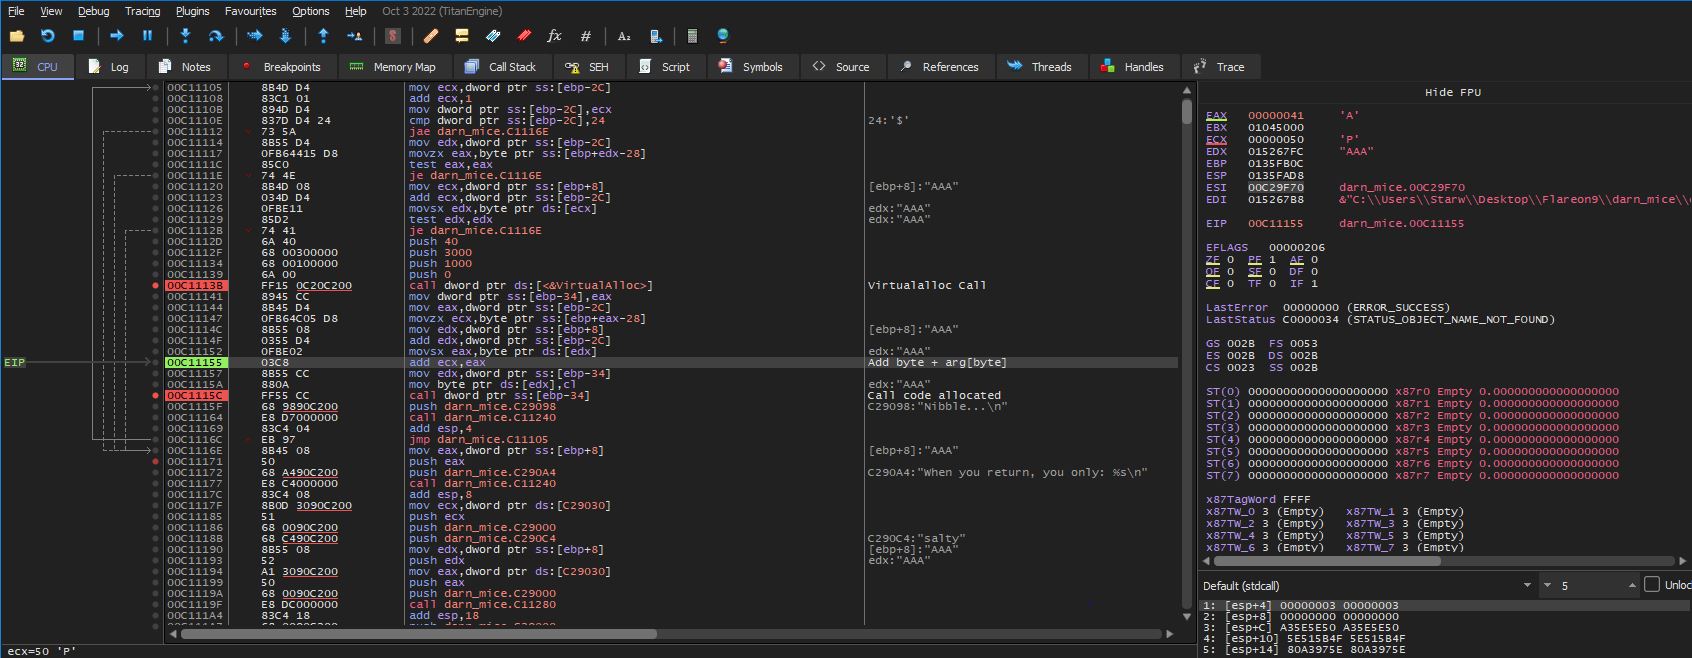 File View Debug Tracing Plugins Favourites Options Help Oct 3 2022 (TitanEngine)
CPU Log Notes Breakpoints Memory Map Call Stack SEH Script Symbols Source References Threads Handles Trace
00C11105 8B4D D4 mov ecx,dword ptr ss:[ebp-2C]
00C11108 83C1 01 add ecx,1
00C1110B 894D D4 mov dword ptr ss:[ebp-2C],ecx
00C1110E 837D D4 24 cmp dword ptr ss:[ebp-2C],24 24:'$'
00C11112 73 5A jae darn_mice.C1116E
00C11114 8B55 D4 mov edx,dword ptr ss:[ebp-2C]
00C11117 0FB64415 D8 movzx eax,byte ptr ss:[ebp+edx-28]
00C1111C 85C0 test eax,eax
00C1111E 74 4E je darn_mice.C1116E
00C11120 8B4D 08 mov ecx,dword ptr ss:[ebp+8] [ebp+8]:"AAA"
00C11123 034D D4 add ecx,dword ptr ss:[ebp-2C]
00C11126 0FBE11 movsx edx,byte ptr ds:[ecx] edx:"AAA"
00C11129 85D2 test edx,edx edx:"AAA"
00C1112B 74 41 je darn_mice.C1116E
00C1112D 6A 40 push 40
00C1112F 68 00300000 push 3000
00C11134 68 00100000 push 1000
00C11139 6A 00 push 0
00C1113B FF15 0C20C200 call dword ptr ds:[<&VirtualAlloc>] Virtualalloc Call
00C11141 8945 CC mov dword ptr ss:[ebp-34],eax
00C11144 8B45 D4 mov eax,dword ptr ss:[ebp-2C]
00C11147 0FB64C05 D8 movzx ecx,byte ptr ss:[ebp+eax-28]
00C1114C 8B55 08 mov edx,dword ptr ss:[ebp+8] [ebp+8]:"AAA"
00C1114F 0355 D4 add edx,dword ptr ss:[ebp-2C]
00C11152 0FBE02 movsx eax,byte ptr ds:[edx] edx:"AAA"
EIP 00C11155 03C8 add ecx,eax Add byte + arg[byte]
00C11157 8B55 CC mov edx,dword ptr ss:[ebp-34]
00C1115A 880A mov byte ptr ds:[edx],cl edx:"AAA"
00C1115C FF55 CC call dword ptr ss:[ebp-34] Call code allocated
00C1115F 68 9890C200 push darn_mice.C29098 C29098:"Nibble...\n"
00C11164 E8 D7000000 call darn_mice.C11240
00C11169 83C4 04 add esp,4
00C1116C EB 97 jmp darn_mice.C11105
00C1116E 8B45 08 mov eax,dword ptr ss:[ebp+8] [ebp+8]:"AAA"
00C11171 50 push eax
00C11172 68 A490C200 push darn_mice.C290A4 C290A4:"When you return, you only: %s\n"
00C11177 E8 C4000000 call darn_mice.C11240
00C1117C 83C4 08 add esp,8
00C1117F 8B0D 3090C200 mov ecx,dword ptr ds:[C29030]
00C11185 51 push ecx
00C11186 68 0090C200 push darn_mice.C29000
00C1118B 68 C490C200 push darn_mice.C290C4 C290C4:"salty"
00C11190 8B55 08 mov edx,dword ptr ss:[ebp+8] [ebp+8]:"AAA"
00C11193 52 push edx edx:"AAA"
00C11194 A1 3090C200 mov eax,dword ptr ds:[C29030]
00C11199 50 push eax
00C1119A 68 0090C200 push darn_mice.C29000
00C1119F E8 DC000000 call darn_mice.C11280
00C111A4 83C4 18 add esp,18
Hide FPU
EAX 00000041 'A'
EBX 01045000
ECX 00000050 'P'
EDX 015267FC "AAA"
EBP 0135FB0C
ESP 0135FAD8
ESI 00C29F70 darn_mice.00C29F70
EDI 015267B8 &"C:\\Users\\Starw\\Desktop\\Flareon9\\darn_mice\\
EIP 00C11155 darn_mice.00C11155
EFLAGS 00000206
ZF 0 PF 1 AF 0
OF 0 SF 0 DF 0
CF 0 TF 0 IF 1
LastError 00000000 (ERROR_SUCCESS)
LastStatus C0000034 (STATUS_OBJECT_NAME_NOT_FOUND)
GS 002B FS 0053
ES 002B DS 002B
CS 0023 SS 002B
ST(0) 00000000000000000000 x87r0 Empty 0.000000000000000000
ST(1) 00000000000000000000 x87r1 Empty 0.000000000000000000
ST(2) 00000000000000000000 x87r2 Empty 0.000000000000000000
ST(3) 00000000000000000000 x87r3 Empty 0.000000000000000000
ST(4) 00000000000000000000 x87r4 Empty 0.000000000000000000
ST(5) 00000000000000000000 x87r5 Empty 0.000000000000000000
ST(6) 00000000000000000000 x87r6 Empty 0.000000000000000000
ST(7) 00000000000000000000 x87r7 Empty 0.000000000000000000
x87TagWord FFFF
x87TW_0 3 (Empty) x87TW_1 3 (Empty)
x87TW_2 3 (Empty) x87TW_3 3 (Empty)
x87TW_4 3 (Empty) x87TW_5 3 (Empty)
x87TW_6 3 (Empty) x87TW_7 3 (Empty)
Default (stdcall) 5 Unloc
1: [esp+4] 00000003 00000003
2: [esp+8] 00000000 00000000
3: [esp+C] A35E5E50 A35E5E50
4: [esp+10] 5E515B4F 5E515B4F
5: [esp+14] 80A3975E 80A3975E
ecx=50 'P'